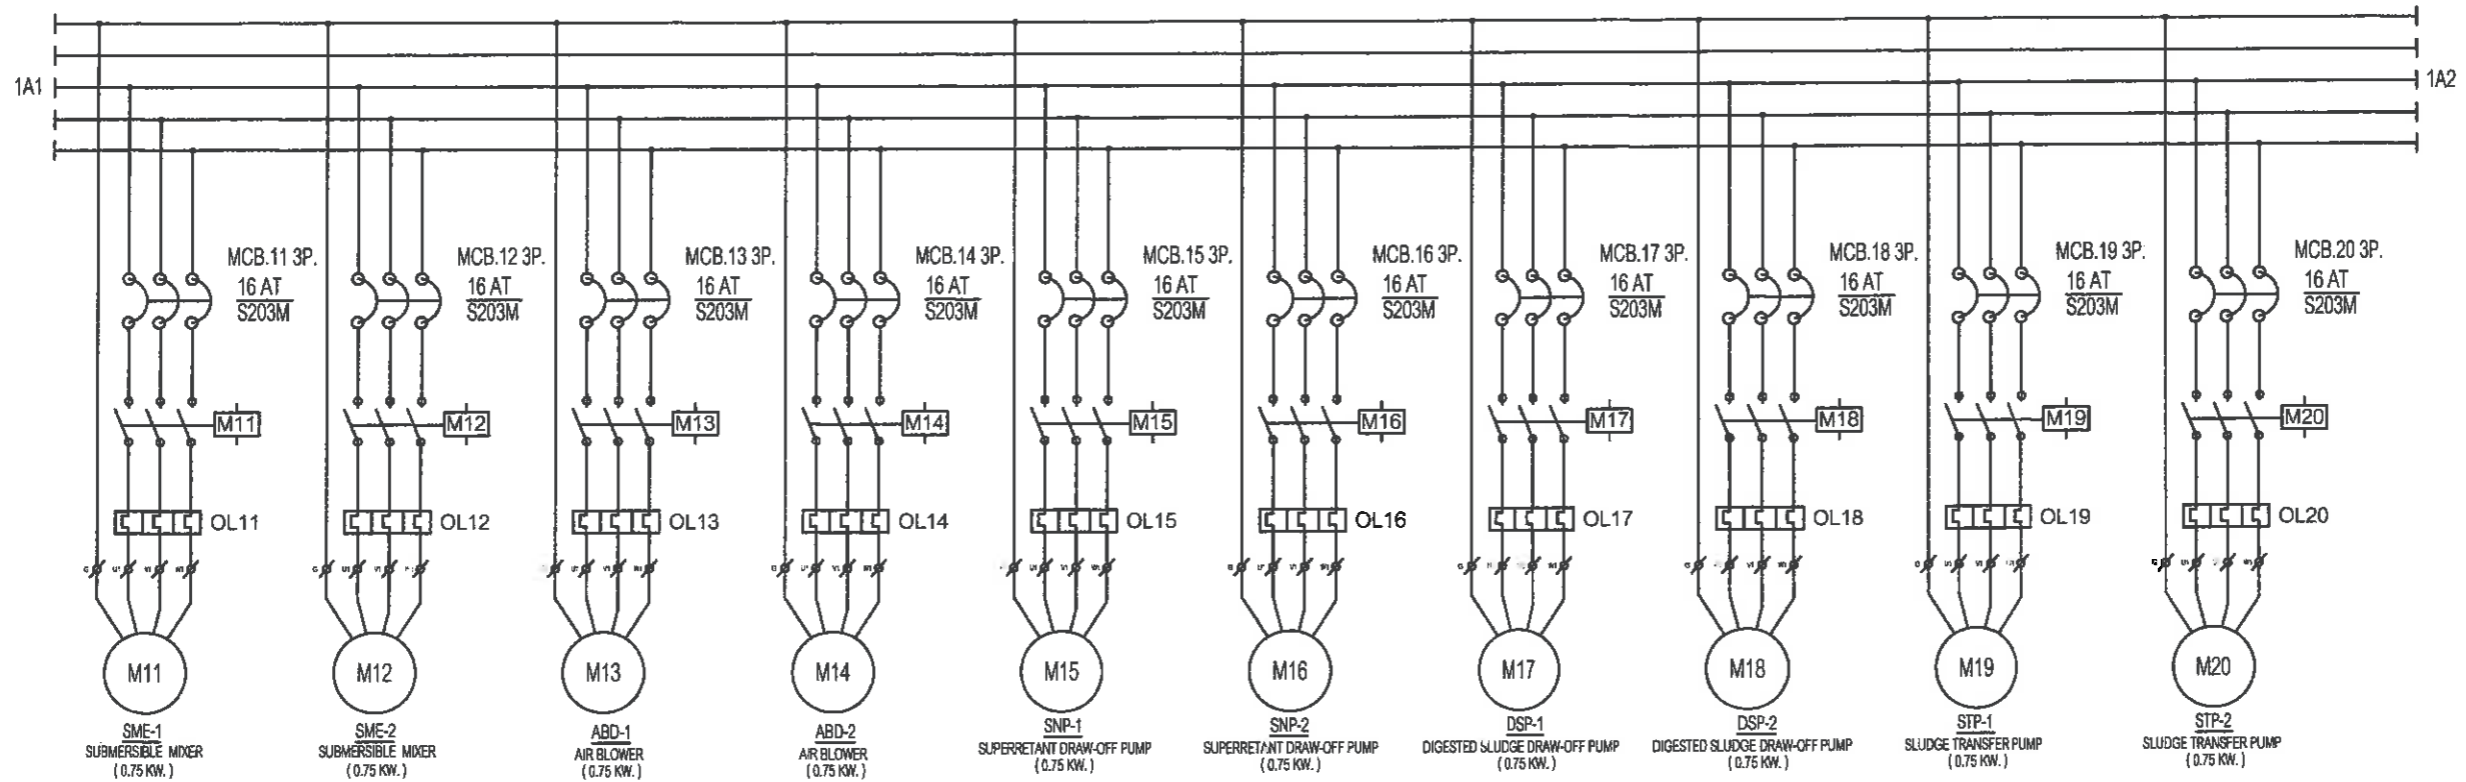 1A1
1A2
MCB.11 3P.
16 AT
S203M
MCB.12 3P.
16 AT
S203M
MCB.13 3P.
16 AT
S203M
MCB.14 3P.
16 AT
S203M
MCB.15 3P.
16 AT
S203M
MCB.16 3P.
16 AT
S203M
MCB.17 3P.
16 AT
S203M
MCB.18 3P.
16 AT
S203M
MCB.19 3P.
16 AT
S203M
MCB.20 3P.
16 AT
S203M
M11
M12
M13
M14
M15
M16
M17
M18
M19
M20
OL11
OL12
OL13
OL14
OL15
OL16
OL17
OL18
OL19
OL20
M11
M12
M13
M14
M15
M16
M17
M18
M19
M20
SME-1
SUBMERSIBLE MIXER
(0.75 KW.)
SME-2
SUBMERSIBLE MIXER
(0.75 KW.)
ABD-1
AIR BLOWER
(0.75 KW.)
ABD-2
AIR BLOWER
(0.75 KW.)
SNP-1
SUPERRETANT DRAW-OFF PUMP
(0.75 KW.)
SNP-2
SUPERRETANT DRAW-OFF PUMP
(0.75 KW.)
DSP-1
DIGESTED SLUDGE DRAW-OFF PUMP
(0.75 KW.)
DSP-2
DIGESTED SLUDGE DRAW-OFF PUMP
(0.75 KW.)
STP-1
SLUDGE TRANSFER PUMP
(0.75 KW.)
STP-2
SLUDGE TRANSFER PUMP
(0.75 KW.)